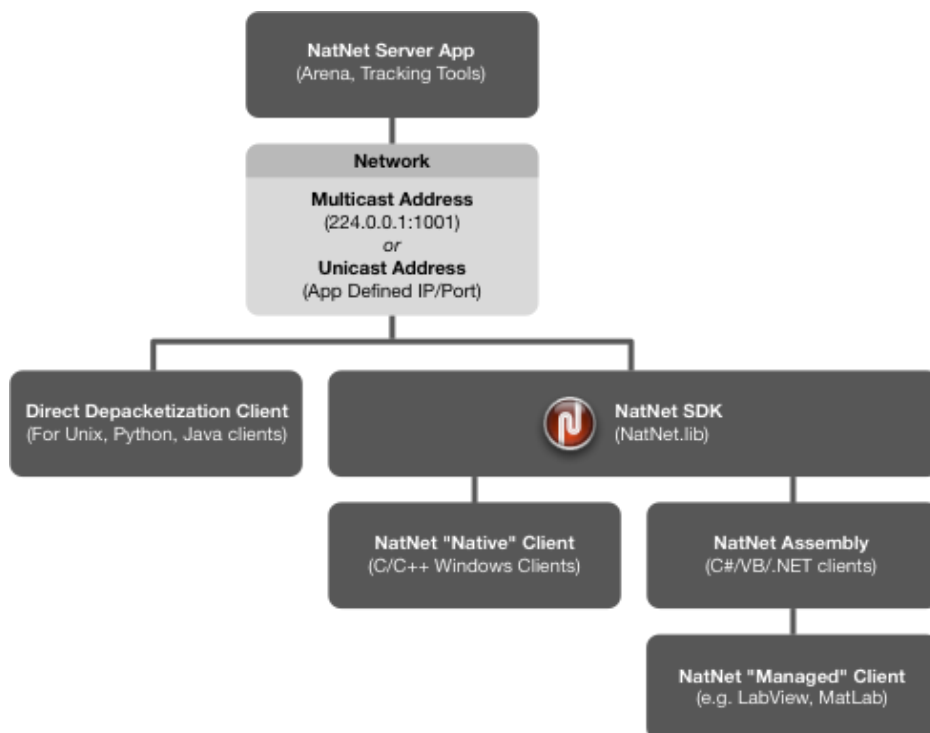 NatNet Server App
(Arena, Tracking Tools)
Network
Multicast Address
(224.0.0.1:1001)
or
Unicast Address
(App Defined IP/Port)
Direct Depacketization Client
(For Unix, Python, Java clients)
NatNet SDK
(NatNet.lib)
NatNet "Native" Client
(C/C++ Windows Clients)
NatNet Assembly
(C#/VB/.NET clients)
NatNet "Managed" Client
(e.g. LabView, MatLab)